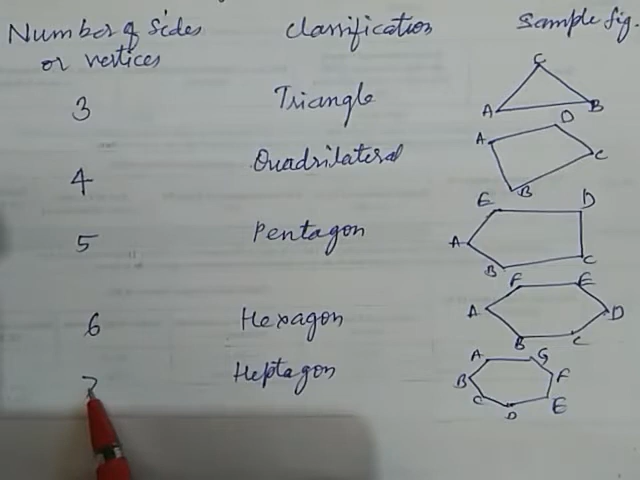 Number of Sides Classification Sample fig.
or vertices
3 Triangle A B C
4 Quadrilateral A B C D
5 Pentagon A B C D E
6 Hexagon A B C D E F
7 Heptagon A B C D E F G